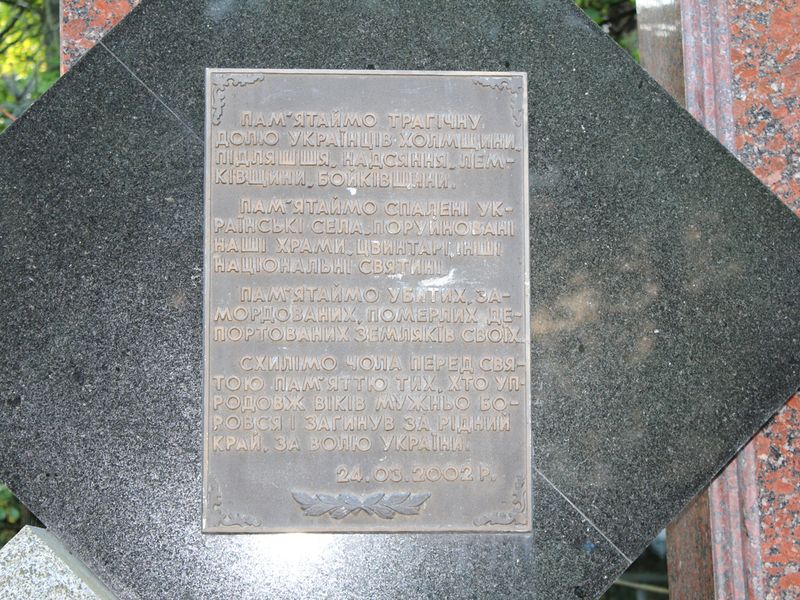 ПАМ'ЯТАЙМО ТРАГІЧНУ
ДОЛЮ УКРАЇНЦІВ ХОЛМЩИНИ,
ПІДЛЯШШЯ, НАДСЯННЯ, ЛЕМ-
КІВЩИНИ, БОЙКІВЩИНИ.
ПАМ'ЯТАЙМО СПАЛЕНІ УК-
РАЇНСЬКІ СЕЛА, ПОРУЙНОВАНІ
НАШІ ХРАМИ, ЦВИНТАРІ, ІНШІ
НАЦІОНАЛЬНІ СВЯТИНІ.
ПАМ'ЯТАЙМО УБИТИХ, ЗА-
МОРДОВАНИХ, ПОМЕРЛИХ, ДЕ-
ПОРТОВАНИХ ЗЕМЛЯКІВ СВОЇХ.
СХИЛІМО ЧОЛА ПЕРЕД СВЯ-
ТОЮ ПАМ'ЯТТЮ ТИХ, ХТО УП-
РОДОВЖ ВІКІВ МУЖНЬО БО-
РОВСЯ І ЗАГИНУВ ЗА РІДНИЙ
КРАЙ, ЗА ВОЛЮ УКРАЇНИ.
24.03.2002 Р.